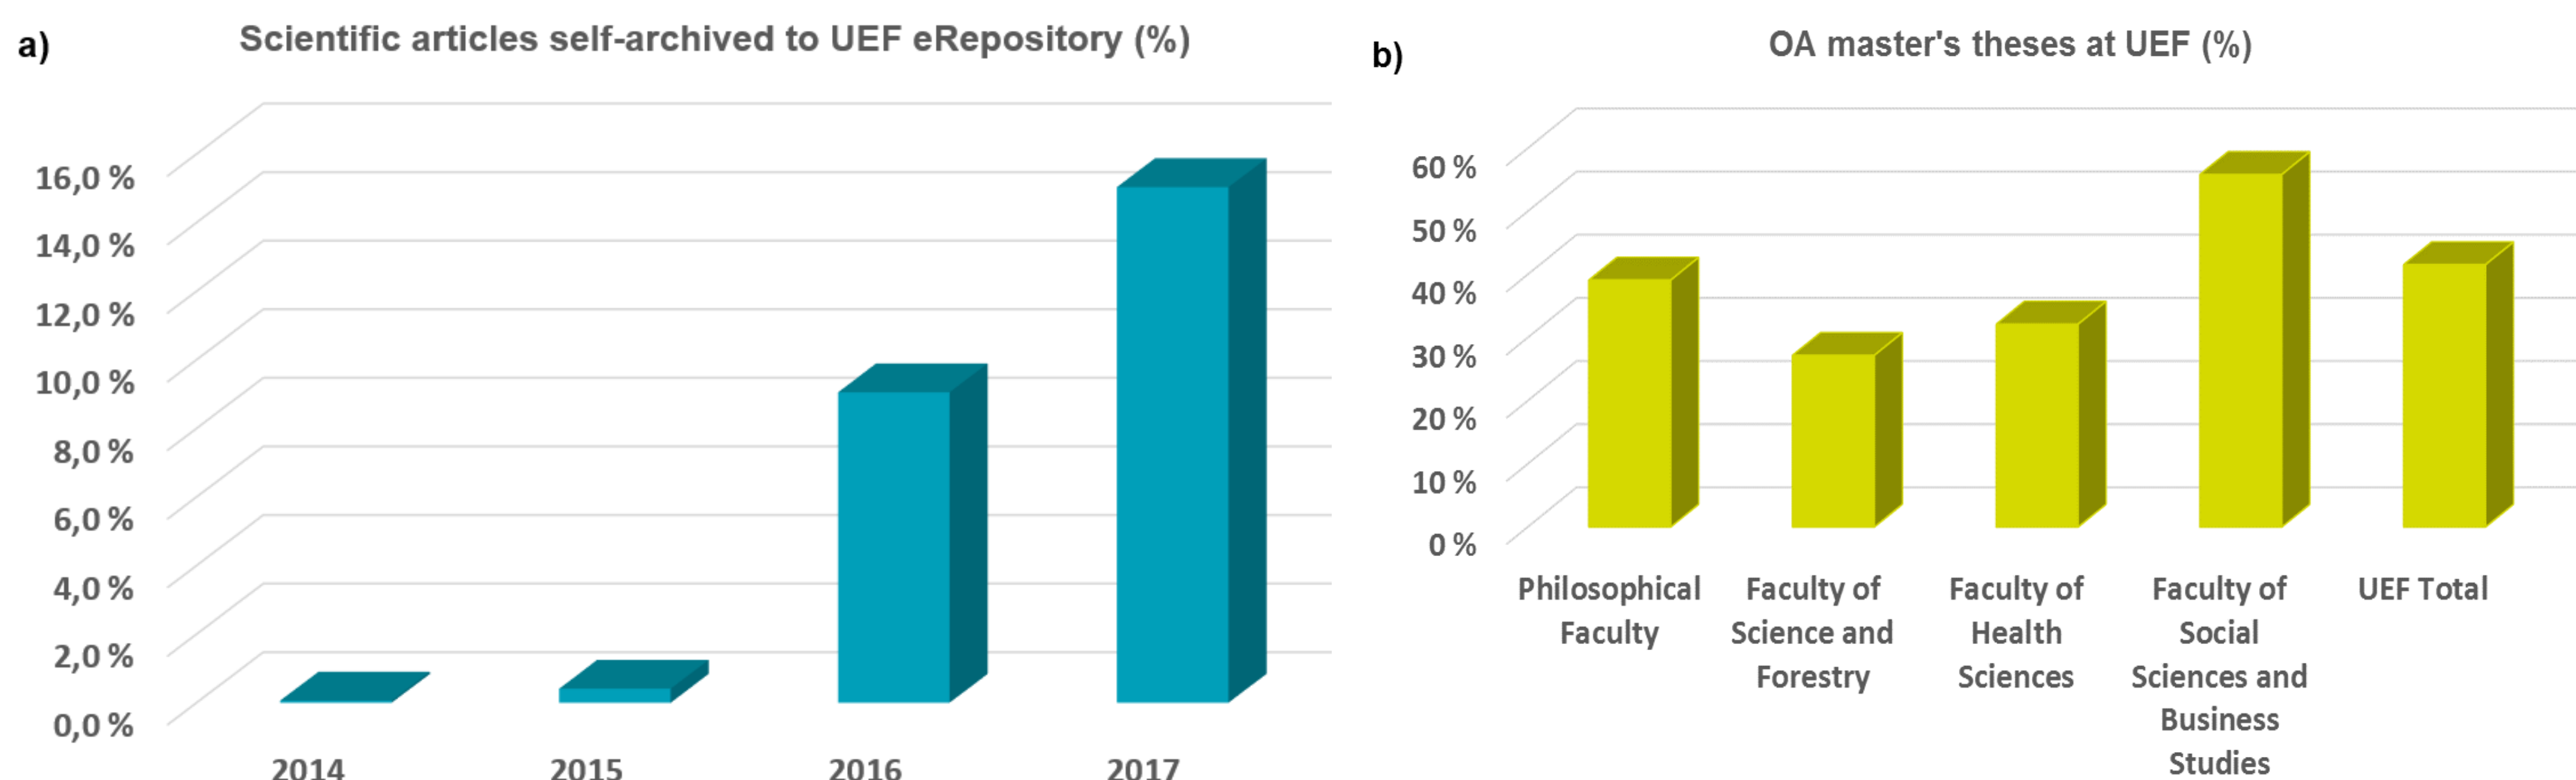 a)
Scientific articles self-archived to UEF eRepository (%)
16,0 %
14,0 %
12,0 %
10,0 %
8,0 %
6,0 %
4,0 %
2,0 %
0,0 %
2014
2015
2016
2017
b)
OA master's theses at UEF (%)
60 %
50 %
40 %
30 %
20 %
10 %
0 %
Philosophical
Faculty
Faculty of
Science and
Forestry
Faculty of
Health
Sciences
Faculty of
Social
Sciences and
Business
Studies
UEF Total